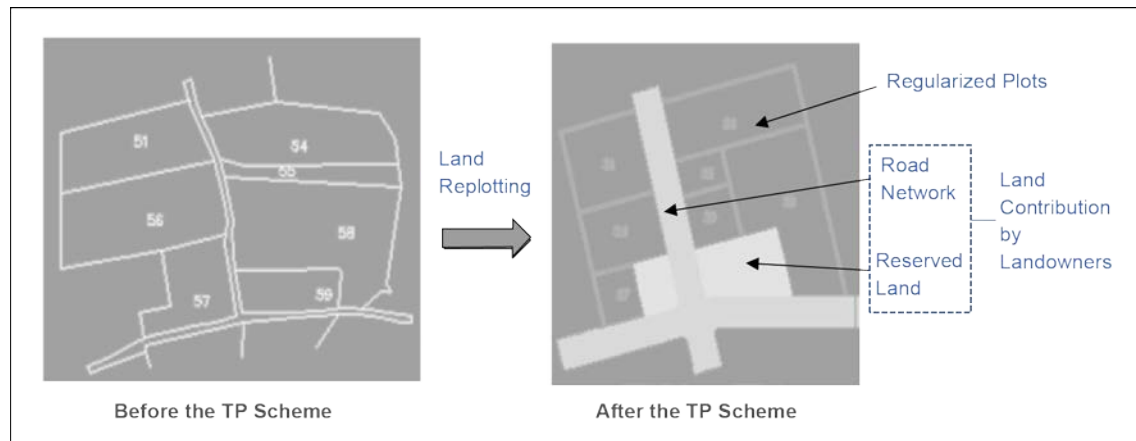 51
54
55
56
58
57
59
Before the TP Scheme
Land
Replotting
After the TP Scheme
Regularized Plots
Road
Network
Reserved
Land
Land
Contribution
by
Landowners